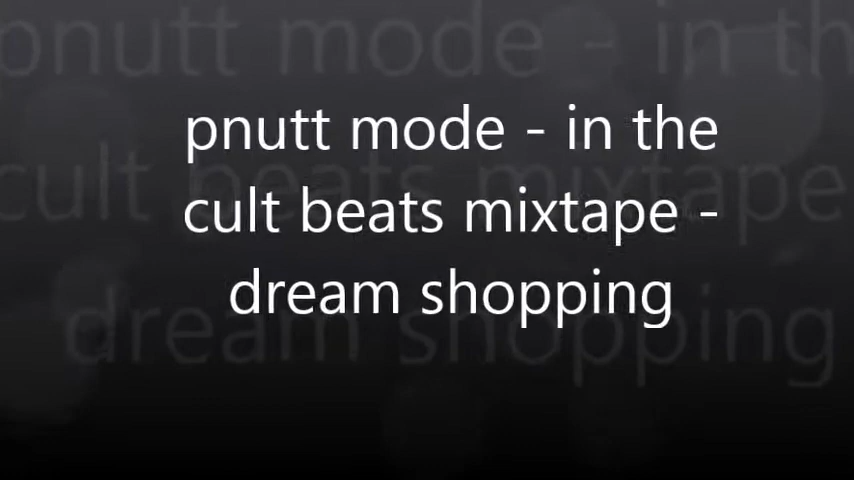 pnutt mode - in the
cult beats mixtape -
dream shopping